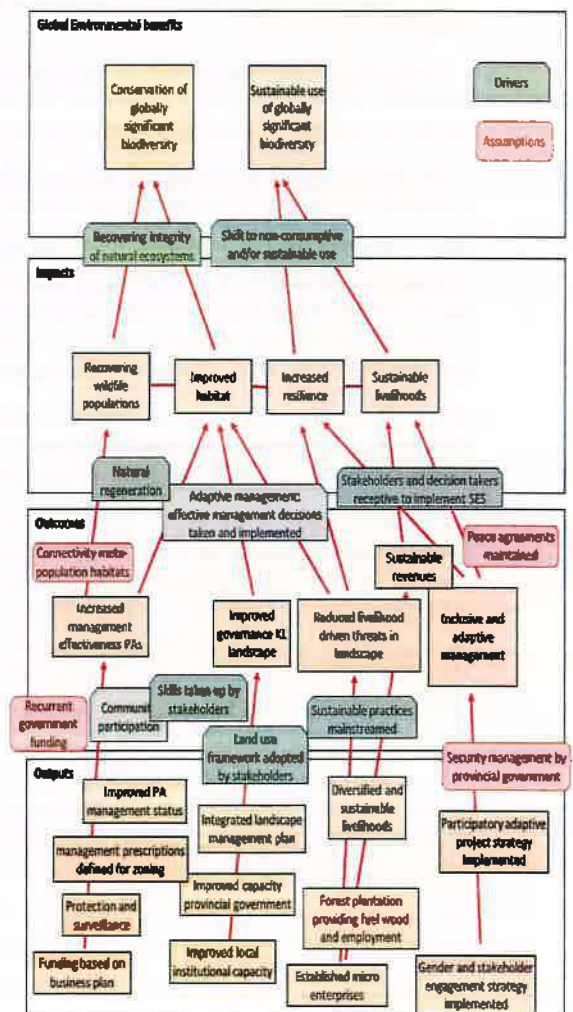 Global Environmental benefits
Conservation of
globally
significant
biodiversity
Sustainable use
of globally
significant
biodiversity
Drivers
Assumptions
Recovering integrity
of natural ecosystems
Shift to non-consumptive
and/or sustainable use
Impacts
Recovering
wildlife
populations
Improved
habitat
Increased
resilience
Sustainable
livelihoods
Natural
regeneration
Adaptive management:
effective management decisions
taken and implemented
Stakeholders and decision takers
receptive to implement SES
Outcomes
Connectivity meta-
population habitats
Peace agreements
maintained
Sustainable
revenues
Increased
management
effectiveness PAs
Improved
governance KL
landscape
Reduced livelihood
driven threats in
landscape
Inclusive and
adaptive
management
Recurrent
government
funding
Communit
participation
Skills taken up by
stakeholders
Land use
framework adopted
by stakeholders
Sustainable practices
mainstreamed
Security management by
provincial government
Outputs
Improved PA
management status
management prescriptions
defined for zoning
Protection and
surveillance
Funding based on
business plan
Integrated landscape
management plan
Improved capacity
provincial government
Improved local
institutional capacity
Diversified and
sustainable
livelihoods
Forest plantation
providing fuel wood
and employment
Established micro
enterprises
Participatory adaptive
project strategy
implemented
Gender and stakeholder
engagement strategy
implemented